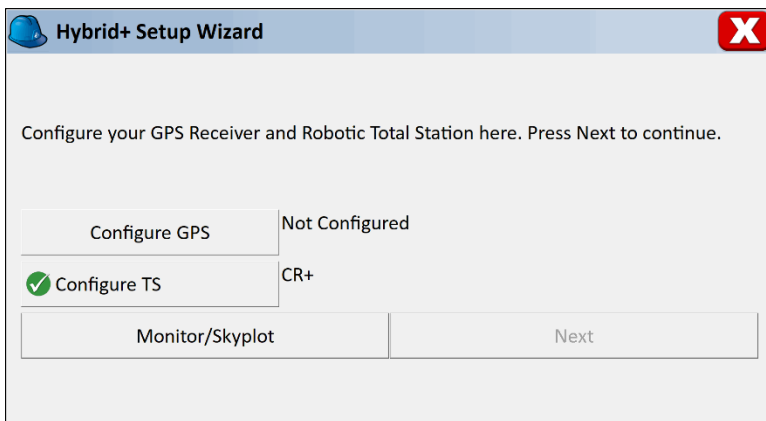 Hybrid+ Setup Wizard
Configure your GPS Receiver and Robotic Total Station here. Press Next to continue.
Configure GPS
Not Configured
Configure TS
CR+
Monitor/Skyplot
Next